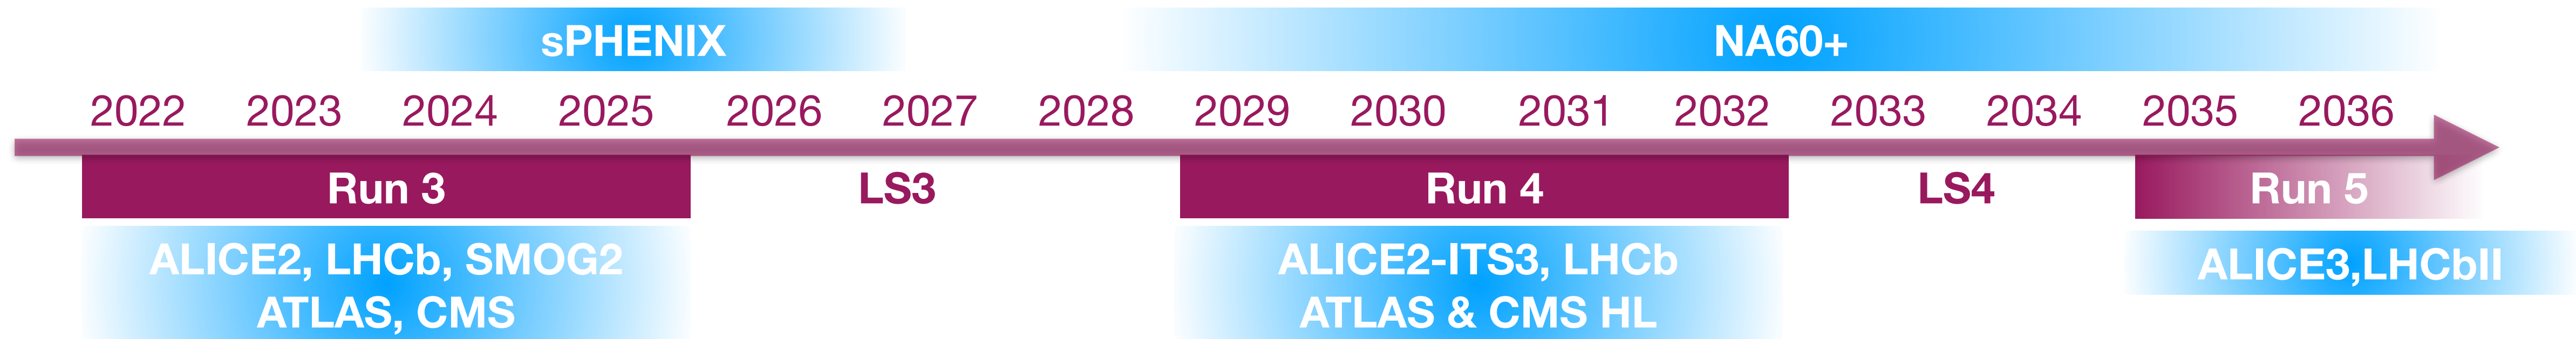 sPHENIX NA60+
2022 2023 2024 2025 2026 2027 2028 2029 2030 2031 2032 2033 2034 2035 2036
Run 3 LS3 Run 4 LS4 Run 5
ALICE2, LHCb, SMOG2
ATLAS, CMS
ALICE2-ITS3, LHCb
ATLAS & CMS HL
ALICE3,LHCbII